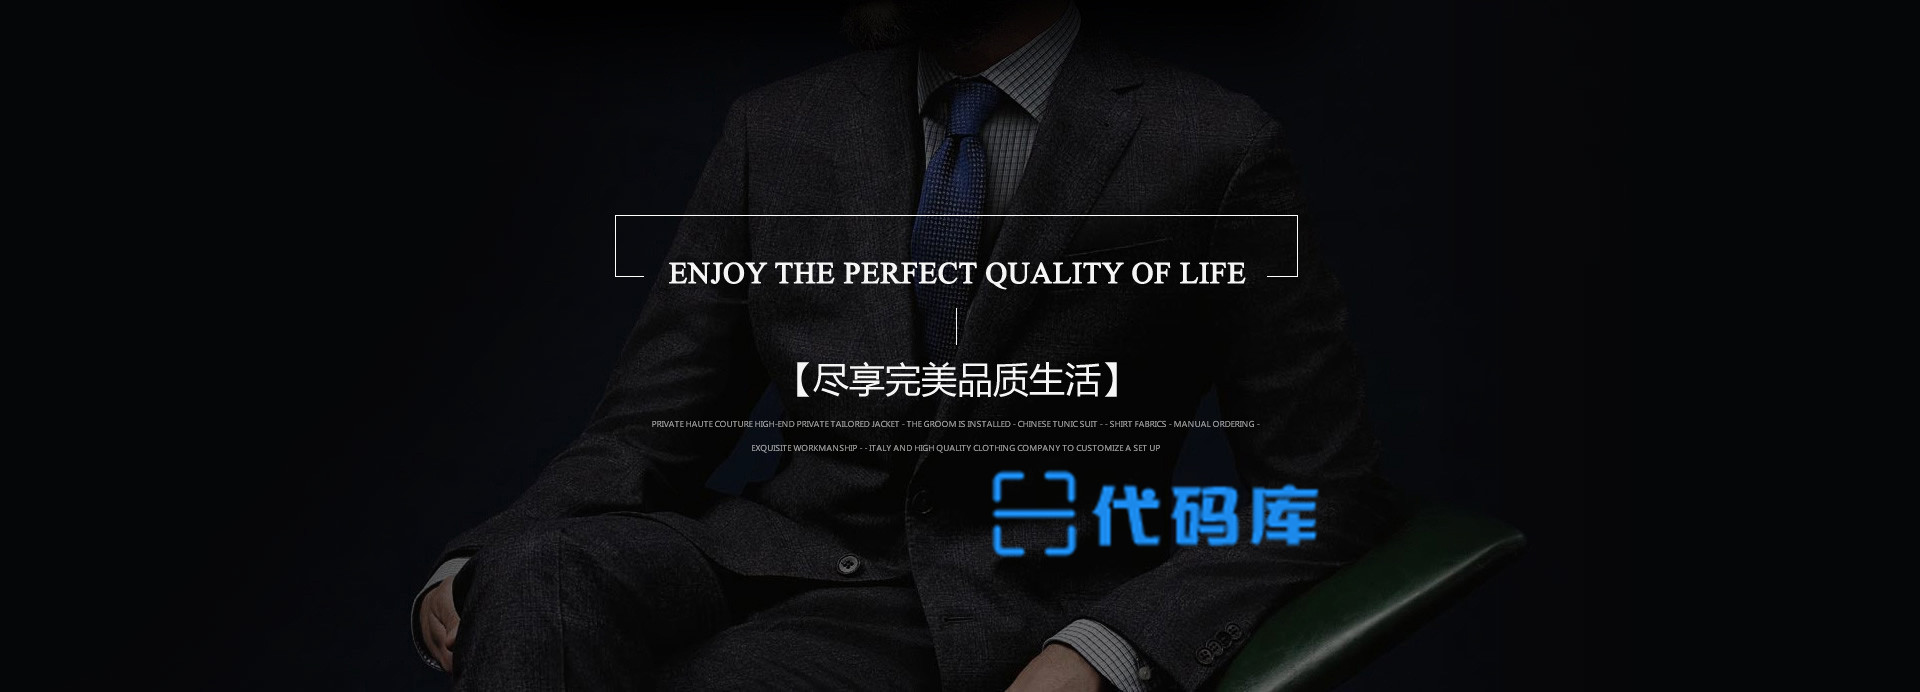 ENJOY THE PERFECT QUALITY OF LIFE
【尽享完美品质生活】
PRIVATE HAUTE COUTURE HIGH-END PRIVATE TAILORED JACKET - THE GROOM IS INSTALLED - CHINESE TUNIC SUIT - - SHIRT FABRICS - MANUAL ORDERING -
EXQUISITE WORKMANSHIP - - ITALY AND HIGH QUALITY CLOTHING COMPANY TO CUSTOMIZE A SET UP
代码库